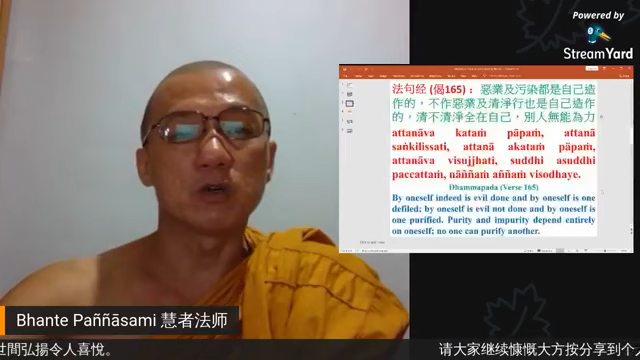 Powered by
StreamYard
法句经 (偈165) : 惡業及污染都是自己造
作的，不作惡業及清淨行也是自己造作
的，清不清淨全在自己，別人無能為力
attanāva kataṁ pāpaṁ, attanā
saṅkilissati, attanā akataṁ pāpaṁ,
attanāva visujjhati, suddhi asuddhi
paccattaṁ, nāññaṁ aññaṁ visodhaye.
Dhammapada (Verse 165)
By oneself indeed is evil done and by oneself is one
defiled; by oneself is evil not done and by oneself is
one purified. Purity and impurity depend entirely
on oneself; no one can purify another.
Bhante Paññāsami 慧者法师
世間弘揚令人喜悅。 请大家继续慷慨大方按分享到个人